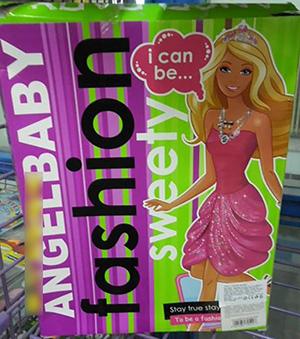 ANGELBABY
fashion
sweety
i can
be...
Stay true stay
To be a fashio